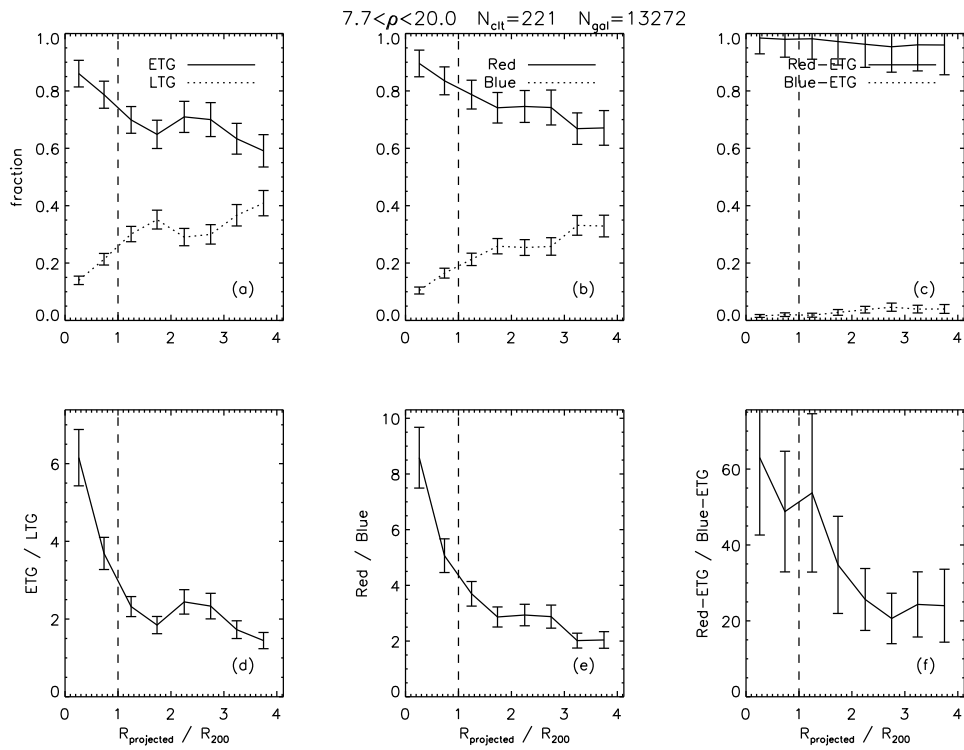 7.7<ρ<20.0 N_clt=221 N_gal=13272
fraction
1.0
0.8
0.6
0.4
0.2
0.0
0 1 2 3 4
ETG
LTG
(a)
1.0
0.8
0.6
0.4
0.2
0.0
0 1 2 3 4
Red
Blue
(b)
1.0
0.8
0.6
0.4
0.2
0.0
0 1 2 3 4
Red-ETG
Blue-ETG
(c)
ETG / LTG
6
4
2
0
0 1 2 3 4
R_projected / R_200
(d)
Red / Blue
10
8
6
4
2
0
0 1 2 3 4
R_projected / R_200
(e)
Red-ETG / Blue-ETG
60
40
20
0
0 1 2 3 4
R_projected / R_200
(f)